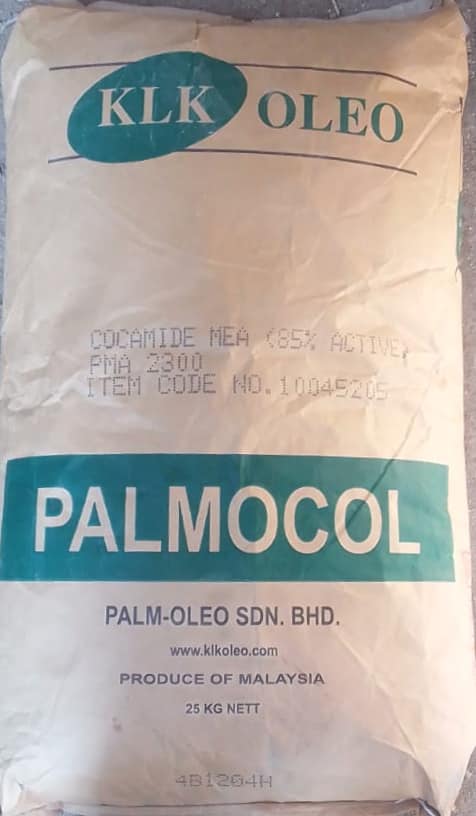 KLK OLEO
COCAMIDE MEA (85% ACTIVE)
PMA 2300
ITEM CODE NO.10045205
PALMOCOL
PALM-OLEO SDN. BHD.
www.klkoleo.com
PRODUCE OF MALAYSIA
25 KG NETT
4B1204H